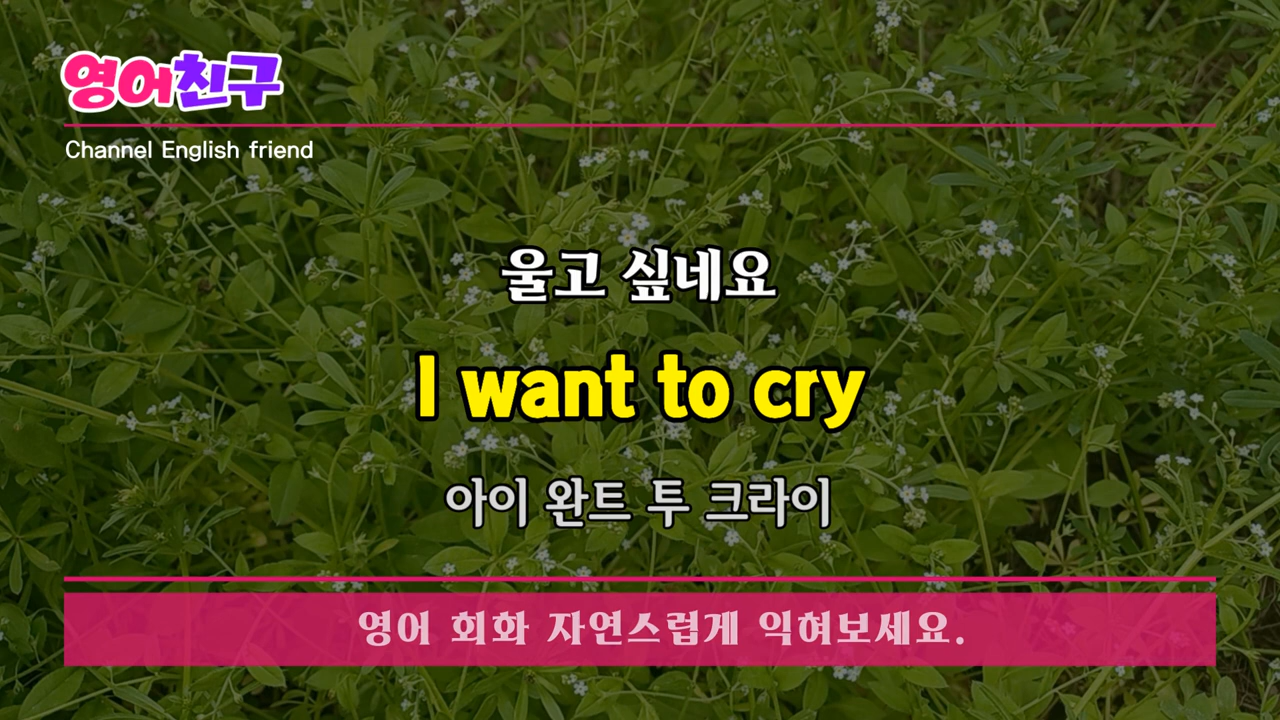 영어친구
Channel English friend
울고 싶네요
I want to cry
아이 완트 투 크라이
영어 회화 자연스럽게 익혀보세요.